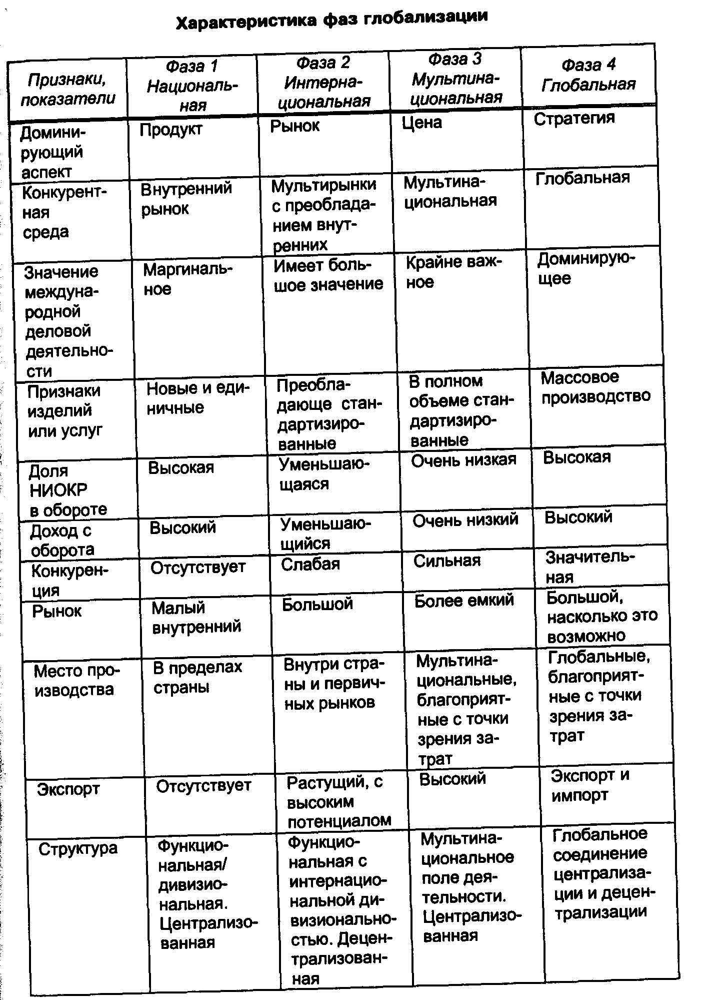 Характеристика фаз глобализации
Признаки,
показатели
Фаза 1
Националь-
ная
Фаза 2
Интерна-
циональная
Фаза 3
Мультина-
циональная
Фаза 4
Глобальная
Домини-
рующий
аспект
Продукт
Рынок
Цена
Стратегия
Конкурент-
ная
среда
Внутренний
рынок
Мультирынки
с преоблада-
нием внут-
ренних
Мультина-
циональная
Глобальная
Значение
междуна-
родной
деловой
деятельно-
сти
Маргиналь-
ное
Имеет боль-
шое значение
Крайне важ-
ное
Доминирую-
щее
Признаки
изделий
или услуг
Новые и еди-
ничные
Преобла-
дающе стан-
дартизиро-
ванные
В полном
объеме стан-
дартизиро-
ванные
Массовое
производство
Доля
НИОКР
в обороте
Высокая
Уменьшаю-
щаяся
Очень низкая
Высокая
Доход с
оборота
Высокий
Уменьшаю-
щийся
Очень низкий
Высокий
Конкурен-
ция
Отсутствует
Слабая
Сильная
Значитель-
ная
Рынок
Малый
внутренний
Большой
Более емкий
Большой,
насколько это
возможно
Место про-
изводства
В пределах
страны
Внутри стра-
ны и первич-
ных рынков
Мультина-
циональные,
благоприят-
ные с точки
зрения за-
трат
Глобальные,
благоприят-
ные с точки
зрения за-
трат
Экспорт
Отсутствует
Растущий, с
высоким
потенциалом
Высокий
Экспорт и
импорт
Структура
Функцио-
нальная/
дивизио-
нальная.
Централизо-
ванная
Функцио-
нальная с
интернацио-
нальной ди-
визионально-
стью. Децен-
трализован-
ная
Мультина-
циональное
поле дея-
тельности.
Централизо-
ванная
Глобальное
соединение
централиза-
ции и децен-
трализации